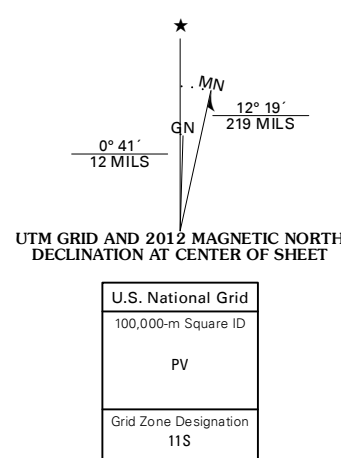 ★
MN
GN
12° 19´
219 MILS
0° 41´
12 MILS
UTM GRID AND 2012 MAGNETIC NORTH
DECLINATION AT CENTER OF SHEET
U.S. National Grid
100,000-m Square ID
PV
Grid Zone Designation
11S